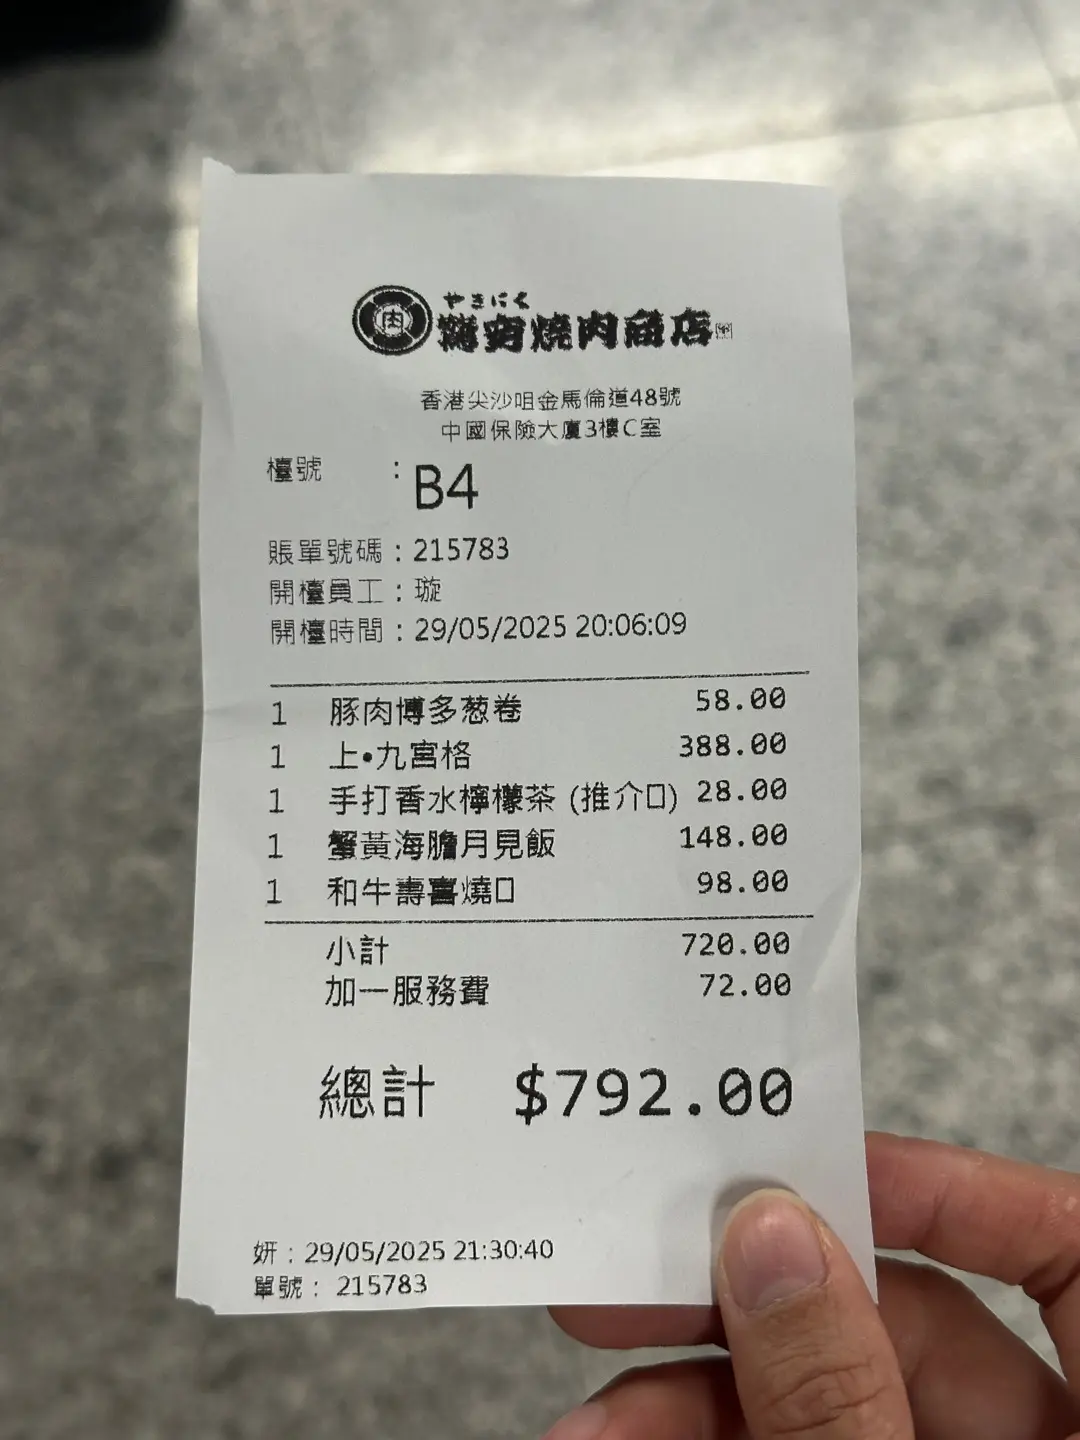 肉
やきにく
燒肉商店
香港尖沙咀金馬倫道48號
中國保險大廈3樓C室
檯號 : B4
賬單號碼 : 215783
開檯員工 : 璇
開檯時間 : 29/05/2025 20:06:09
1 豚肉博多葱卷 58.00
1 上•九宮格 388.00
1 手打香水檸檬茶 (推介口) 28.00
1 蟹黃海膽月見飯 148.00
1 和牛壽喜燒口 98.00
小計 720.00
加一服務費 72.00
總計 $792.00
妍 : 29/05/2025 21:30:40
單號 : 215783